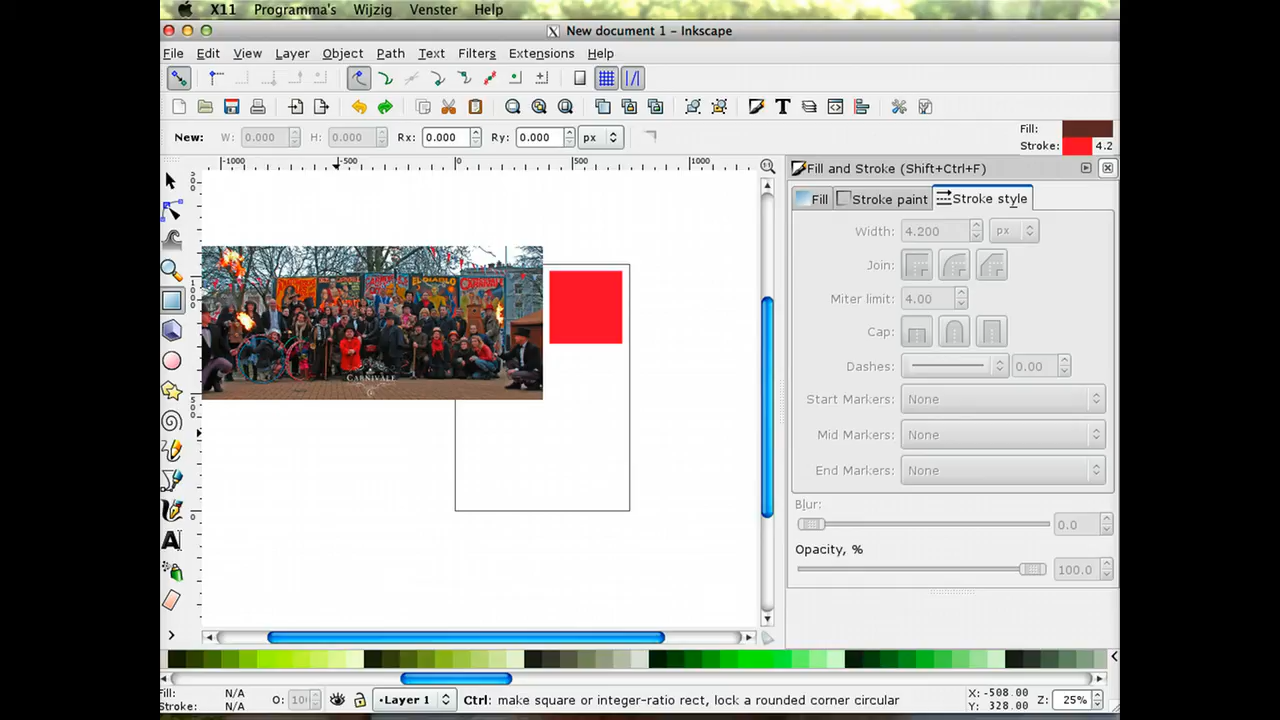 X11 Programma's Wijzig Venster Help
New document 1 - Inkscape
File Edit View Layer Object Path Text Filters Extensions Help
New: W: 0.000 H: 0.000 Rx: 0.000 Ry: 0.000 px
Fill:
Stroke: 4.2
-1000 -500 0 500 1000
Fill and Stroke (Shift+Ctrl+F)
Fill Stroke paint Stroke style
Width: 4.200 px
Join:
Miter limit: 4.00
Cap:
Dashes: 0.00
Start Markers: None
Mid Markers: None
End Markers: None
Blur:
0.0
Opacity, %
100.0
EL DIABLO
CARNIVALE
Fill: N/A
Stroke: N/A
O: Layer 1 Ctrl: make square or integer-ratio rect, lock a rounded corner circular
X: -508.00
Y: 328.00
Z: 25%